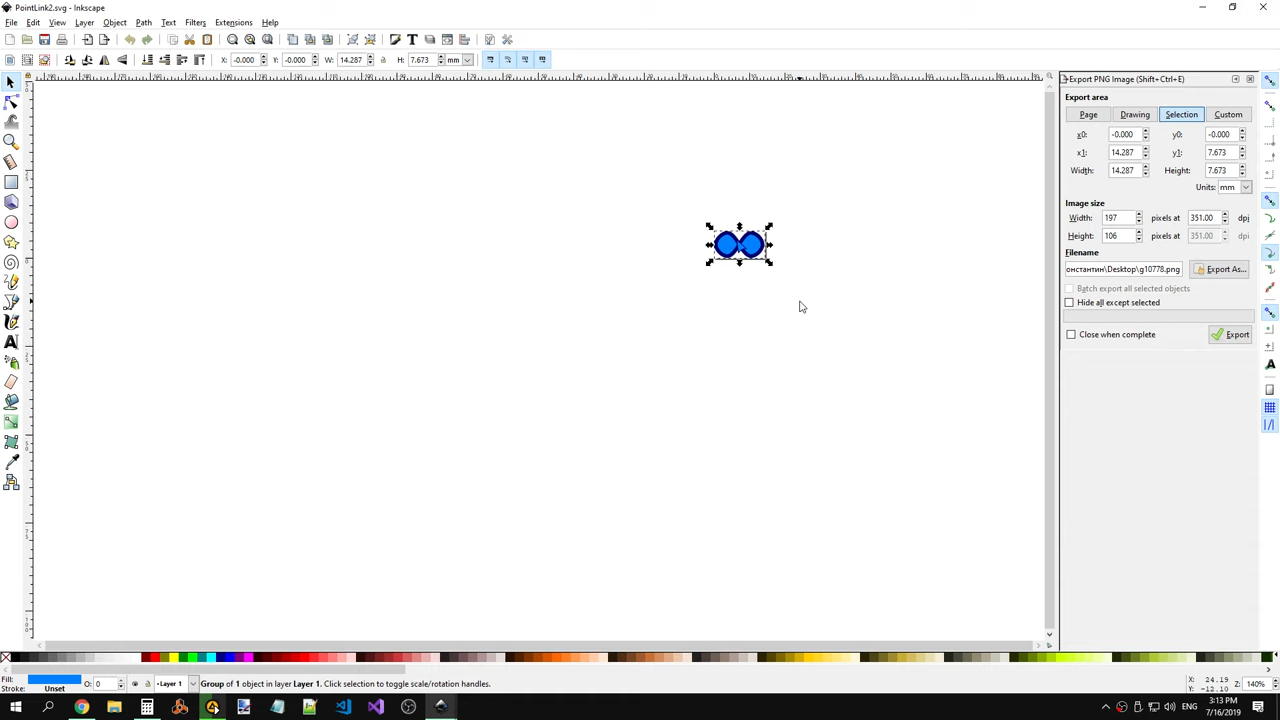 PointLink2.svg - Inkscape
File Edit View Layer Object Path Text Filters Extensions Help
X: -0.000 Y: -0.000 W: 14.287 H: 7.673 mm
Export PNG Image (Shift+Ctrl+E)
Export area
Page Drawing Selection Custom
x0: -0.000 y0: -0.000
x1: 14.287 y1: 7.673
Width: 14.287 Height: 7.673
Units: mm
Image size
Width: 197 pixels at 351.00 dpi
Height: 106 pixels at 351.00 dpi
Filename
онстантин\Desktop\g10778.png Export As...
Batch export all selected objects
Hide all except selected
Close when complete Export
Fill: O: 0 Layer 1 Group of 1 object in layer Layer 1. Click selection to toggle scale/rotation handles. X: 24.19 Z: 140%
Stroke: Unset Y: -12.10
3:13 PM
7/16/2019